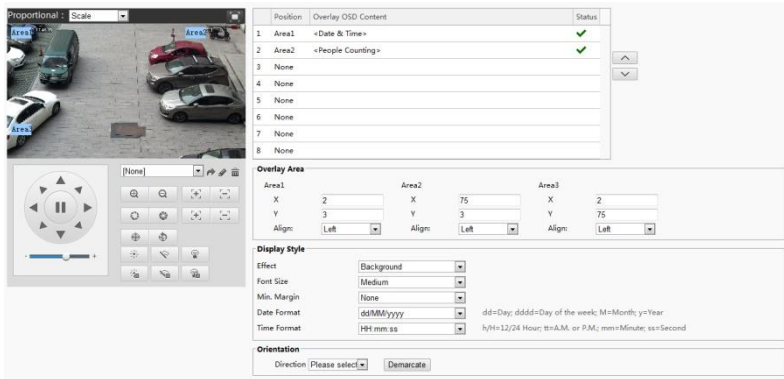 Proportional : Scale
Area1
Area2
Area3
[None]
- +
Position Overlay OSD Content Status
1 Area1 <Date & Time>
2 Area2 <People Counting>
3 None
4 None
5 None
6 None
7 None
8 None
Overlay Area
Area1 Area2 Area3
X 2 X 75 X 2
Y 3 Y 3 Y 75
Align: Left Align: Left Align: Left
Display Style
Effect Background
Font Size Medium
Min. Margin None
Date Format dd/MM/yyyy dd=Day; dddd=Day of the week; M=Month; y=Year
Time Format HH:mm:ss h/H=12/24 Hour; tt=A.M. or P.M.; mm=Minute; ss=Second
Orientation
Direction Please select Demarcate